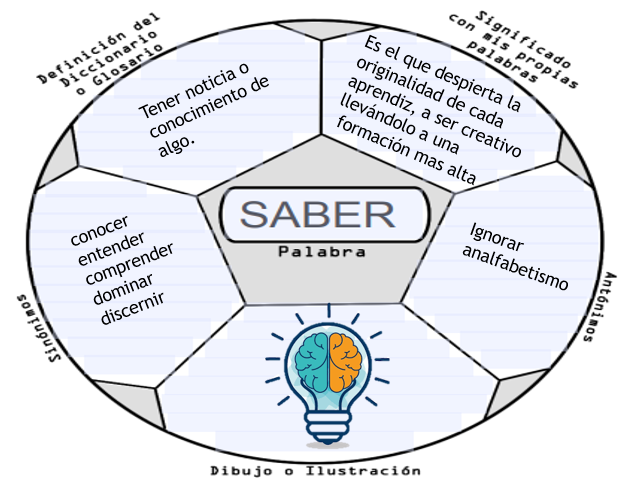 Definición del
Diccionario
o Glosario
Significado
con mis propias
palabras
Tener noticia o
conocimiento de
algo.
Es el que despierta la
originalidad de cada
aprendiz, a ser creativo
llevándolo a una
formación mas alta
SABER
Palabra
conocer
entender
comprender
dominar
discernir
Ignorar
analfabetismo
Sinónimos
Antónimos
Dibujo o Ilustración